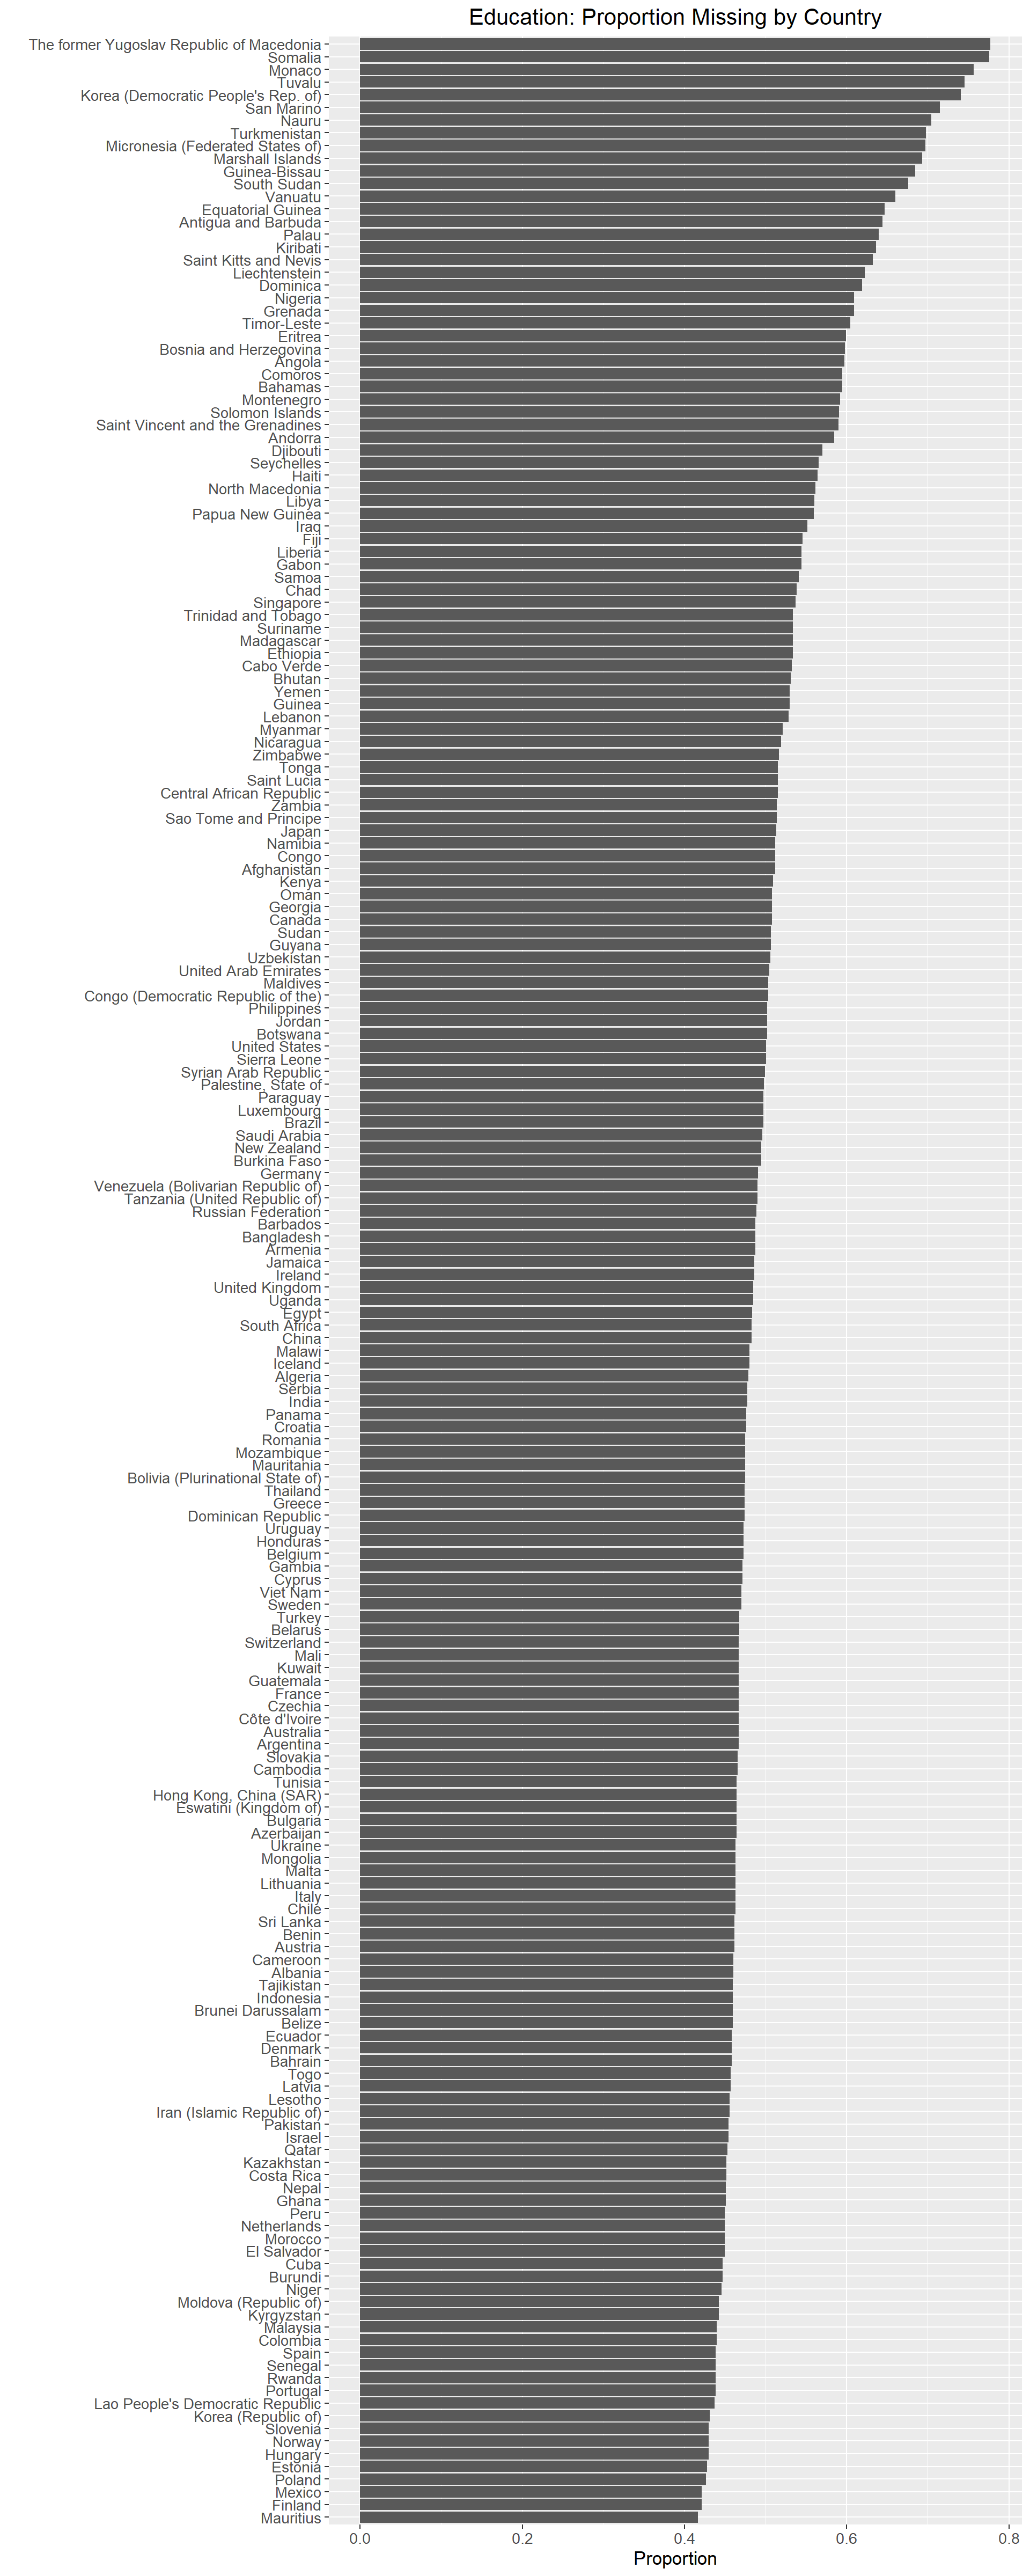 Education: Proportion Missing by Country
The former Yugoslav Republic of Macedonia
Somalia
Monaco
Tuvalu
Korea (Democratic People's Rep. of)
San Marino
Nauru
Turkmenistan
Micronesia (Federated States of)
Marshall Islands
Guinea-Bissau
South Sudan
Vanuatu
Equatorial Guinea
Antigua and Barbuda
Palau
Kiribati
Saint Kitts and Nevis
Liechtenstein
Dominica
Nigeria
Grenada
Timor-Leste
Eritrea
Bosnia and Herzegovina
Angola
Comoros
Bahamas
Montenegro
Solomon Islands
Saint Vincent and the Grenadines
Andorra
Djibouti
Seychelles
Haiti
North Macedonia
Libya
Papua New Guinea
Iraq
Fiji
Liberia
Gabon
Samoa
Chad
Singapore
Trinidad and Tobago
Suriname
Madagascar
Ethiopia
Cabo Verde
Bhutan
Yemen
Guinea
Lebanon
Myanmar
Nicaragua
Zimbabwe
Tonga
Saint Lucia
Central African Republic
Zambia
Sao Tome and Principe
Japan
Namibia
Congo
Afghanistan
Kenya
Oman
Georgia
Canada
Sudan
Guyana
Uzbekistan
United Arab Emirates
Maldives
Congo (Democratic Republic of the)
Philippines
Jordan
Botswana
United States
Sierra Leone
Syrian Arab Republic
Palestine, State of
Paraguay
Luxembourg
Brazil
Saudi Arabia
New Zealand
Burkina Faso
Germany
Venezuela (Bolivarian Republic of)
Tanzania (United Republic of)
Russian Federation
Barbados
Bangladesh
Armenia
Jamaica
Ireland
United Kingdom
Uganda
Egypt
South Africa
China
Malawi
Iceland
Algeria
Serbia
India
Panama
Croatia
Romania
Mozambique
Mauritania
Bolivia (Plurinational State of)
Thailand
Greece
Dominican Republic
Uruguay
Honduras
Belgium
Gambia
Cyprus
Viet Nam
Sweden
Turkey
Belarus
Switzerland
Mali
Kuwait
Guatemala
France
Czechia
Côte d'Ivoire
Australia
Argentina
Slovakia
Cambodia
Tunisia
Hong Kong, China (SAR)
Eswatini (Kingdom of)
Bulgaria
Azerbaijan
Ukraine
Mongolia
Malta
Lithuania
Italy
Chile
Sri Lanka
Benin
Austria
Cameroon
Albania
Tajikistan
Indonesia
Brunei Darussalam
Belize
Ecuador
Denmark
Bahrain
Togo
Latvia
Lesotho
Iran (Islamic Republic of)
Pakistan
Israel
Qatar
Kazakhstan
Costa Rica
Nepal
Ghana
Peru
Netherlands
Morocco
El Salvador
Cuba
Burundi
Niger
Moldova (Republic of)
Kyrgyzstan
Malaysia
Colombia
Spain
Senegal
Rwanda
Portugal
Lao People's Democratic Republic
Korea (Republic of)
Slovenia
Norway
Hungary
Estonia
Poland
Mexico
Finland
Mauritius
0.0 0.2 0.4 0.6 0.8
Proportion